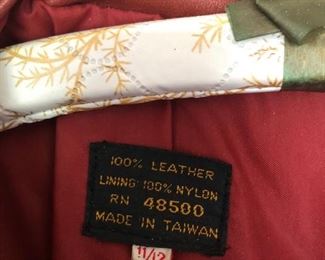 100% LEATHER
LINING 100% NYLON
RN 48500
MADE IN TAIWAN
11/12